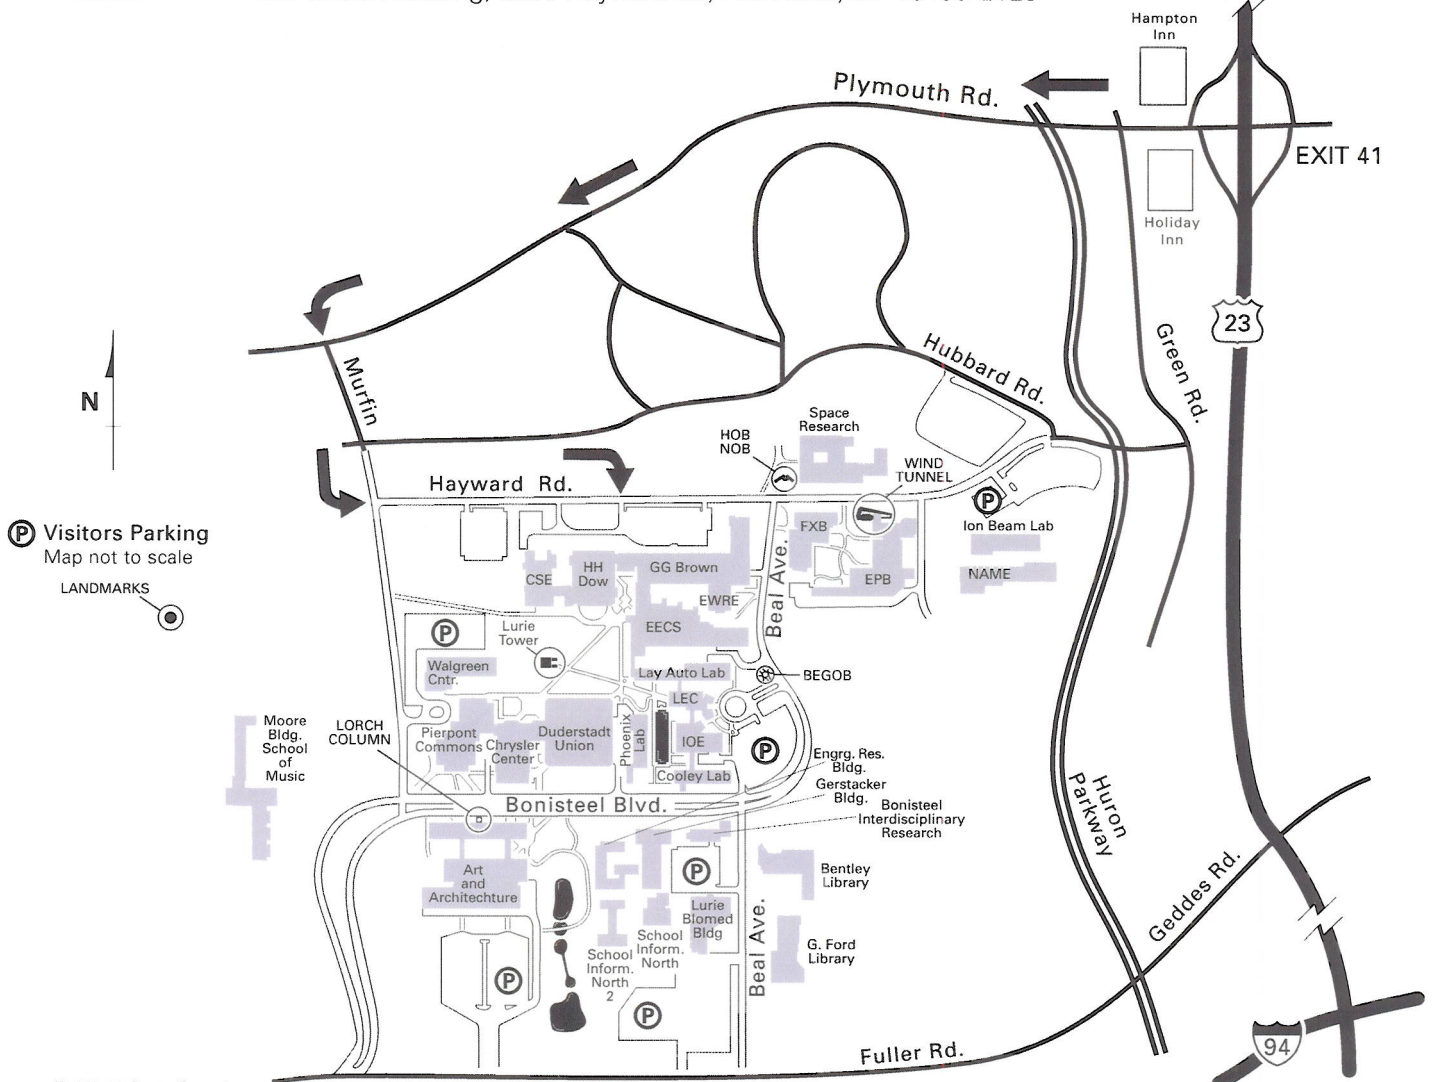 Hampton
Inn
Plymouth Rd.
EXIT 41
Holiday
Inn
23
Green Rd.
Hubbard Rd.
Murfin
N
Space
Research
HOB
NOB
WIND
TUNNEL
Hayward Rd.
P
Ion Beam Lab
FXB
P Visitors Parking
Map not to scale
LANDMARKS
CSE
HH
Dow
GG Brown
EPB
NAME
Beal Ave.
EWRE
EECS
P
Lurie
Tower
Walgreen
Cntr.
Lay Auto Lab
BEGOB
LEC
Moore
Bldg.
School
of
Music
LORCH
COLUMN
Pierpont
Commons
Chrysler
Center
Duderstadt
Union
Phoenix
Lab
IOE
P
Cooley Lab
Engrg. Res.
Bldg.
Gerstacker
Bldg.
Bonisteel
Interdisciplinary
Research
Bonisteel Blvd.
Huron
Parkway
Art
and
Architechture
P
Bentley
Library
Lurie
Blomed
Bldg
School
Inform.
North
School
Inform.
North
2
G. Ford
Library
Beal Ave.
Geddes Rd.
P
P
Fuller Rd.
94